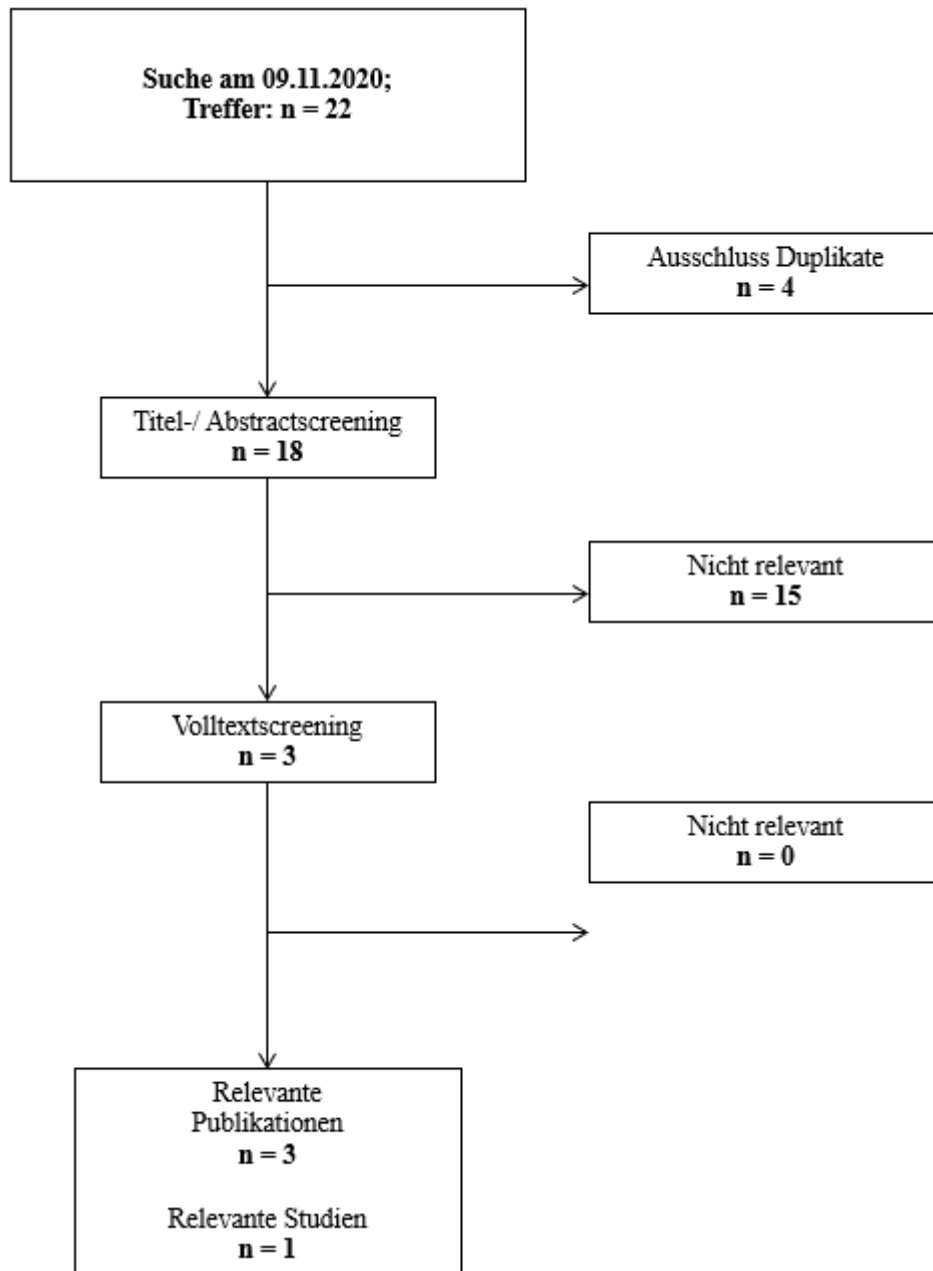 Suche am 09.11.2020;
Treffer: n = 22
Ausschluss Duplikate
n = 4
Titel-/ Abstractscreening
n = 18
Nicht relevant
n = 15
Volltextscreening
n = 3
Nicht relevant
n = 0
Relevante
Publikationen
n = 3
Relevante Studien
n = 1